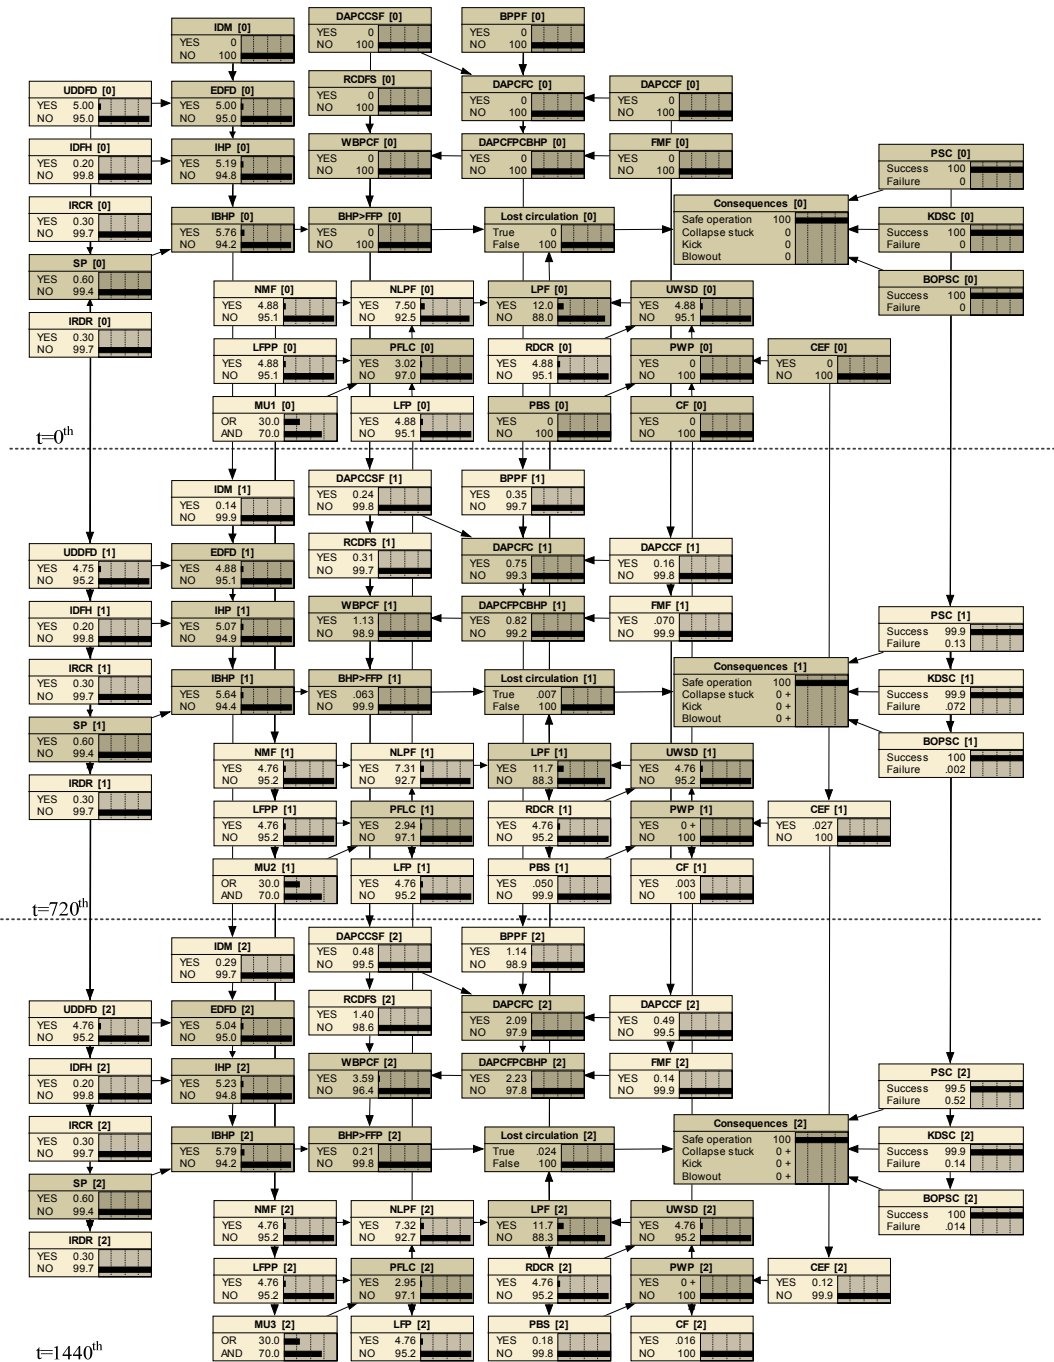 DAPCCSF [0]
YES 0
NO 100
BPPF [0]
YES 0
NO 100
IDM [0]
YES 0
NO 100
RCDFS [0]
YES 0
NO 100
DAPCFC [0]
YES 0
NO 100
DAPCCF [0]
YES 0
NO 100
UDDFD [0]
YES 5.00
NO 95.0
EDFD [0]
YES 5.00
NO 95.0
WBPCF [0]
YES 0
NO 100
DAPCFPCBHP [0]
YES 0
NO 100
FMF [0]
YES 0
NO 100
IDFH [0]
YES 0.20
NO 99.8
IHP [0]
YES 5.19
NO 94.8
PSC [0]
Success 100
Failure 0
IRCR [0]
YES 0.30
NO 99.7
IBHP [0]
YES 5.76
NO 94.2
BHP>FFP [0]
YES 0
NO 100
Lost circulation [0]
True 0
False 100
Consequences [0]
Safe operation 100
Collapse stuck 0
Kick 0
Blowout 0
KDSC [0]
Success 100
Failure 0
SP [0]
YES 0.60
NO 99.4
BOPSC [0]
Success 100
Failure 0
IRDR [0]
YES 0.30
NO 99.7
NMF [0]
YES 4.88
NO 95.1
NLPF [0]
YES 7.50
NO 92.5
LPF [0]
YES 12.0
NO 88.0
UWSD [0]
YES 4.88
NO 95.1
LFPP [0]
YES 4.88
NO 95.1
PFLC [0]
YES 3.02
NO 97.0
RDCR [0]
YES 4.88
NO 95.1
PWP [0]
YES 0
NO 100
CEF [0]
YES 0
NO 100
MU1 [0]
OR 30.0
AND 70.0
LFP [0]
YES 4.88
NO 95.1
PBS [0]
YES 0
NO 100
CF [0]
YES 0
NO 100
t=0th
DAPCCSF [1]
YES 0.24
NO 99.8
BPPF [1]
YES 0.35
NO 99.7
IDM [1]
YES 0.14
NO 99.9
RCDFS [1]
YES 0.31
NO 99.7
DAPCFC [1]
YES 0.75
NO 99.3
DAPCCF [1]
YES 0.16
NO 99.8
UDDFD [1]
YES 4.75
NO 95.2
EDFD [1]
YES 4.88
NO 95.1
WBPCF [1]
YES 1.13
NO 98.9
DAPCFPCBHP [1]
YES 0.82
NO 99.2
FMF [1]
YES .070
NO 99.9
IDFH [1]
YES 0.20
NO 99.8
IHP [1]
YES 5.07
NO 94.9
PSC [1]
Success 99.9
Failure 0.13
IRCR [1]
YES 0.30
NO 99.7
IBHP [1]
YES 5.64
NO 94.4
BHP>FFP [1]
YES .063
NO 99.9
Lost circulation [1]
True .007
False 100
Consequences [1]
Safe operation 100
Collapse stuck 0 +
Kick 0 +
Blowout 0 +
KDSC [1]
Success 99.9
Failure .072
SP [1]
YES 0.60
NO 99.4
BOPSC [1]
Success 100
Failure .002
IRDR [1]
YES 0.30
NO 99.7
NMF [1]
YES 4.76
NO 95.2
NLPF [1]
YES 7.31
NO 92.7
LPF [1]
YES 11.7
NO 88.3
UWSD [1]
YES 4.76
NO 95.2
LFPP [1]
YES 4.76
NO 95.2
PFLC [1]
YES 2.94
NO 97.1
RDCR [1]
YES 4.76
NO 95.2
PWP [1]
YES 0 +
NO 100
CEF [1]
YES .027
NO 100
MU2 [1]
OR 30.0
AND 70.0
LFP [1]
YES 4.76
NO 95.2
PBS [1]
YES .050
NO 99.9
CF [1]
YES .003
NO 100
t=720th
DAPCCSF [2]
YES 0.48
NO 99.5
BPPF [2]
YES 1.14
NO 98.9
IDM [2]
YES 0.29
NO 99.7
RCDFS [2]
YES 1.40
NO 98.6
DAPCFC [2]
YES 2.09
NO 97.9
DAPCCF [2]
YES 0.49
NO 99.5
UDDFD [2]
YES 4.76
NO 95.2
EDFD [2]
YES 5.04
NO 95.0
WBPCF [2]
YES 3.59
NO 96.4
DAPCFPCBHP [2]
YES 2.23
NO 97.8
FMF [2]
YES 0.14
NO 99.9
IDFH [2]
YES 0.20
NO 99.8
IHP [2]
YES 5.23
NO 94.8
PSC [2]
Success 99.5
Failure 0.52
IRCR [2]
YES 0.30
NO 99.7
IBHP [2]
YES 5.79
NO 94.2
BHP>FFP [2]
YES 0.21
NO 99.8
Lost circulation [2]
True .024
False 100
Consequences [2]
Safe operation 100
Collapse stuck 0 +
Kick 0 +
Blowout 0 +
KDSC [2]
Success 99.9
Failure 0.14
SP [2]
YES 0.60
NO 99.4
BOPSC [2]
Success 100
Failure .014
IRDR [2]
YES 0.30
NO 99.7
NMF [2]
YES 4.76
NO 95.2
NLPF [2]
YES 7.32
NO 92.7
LPF [2]
YES 11.7
NO 88.3
UWSD [2]
YES 4.76
NO 95.2
LFPP [2]
YES 4.76
NO 95.2
PFLC [2]
YES 2.95
NO 97.1
RDCR [2]
YES 4.76
NO 95.2
PWP [2]
YES 0 +
NO 100
CEF [2]
YES 0.12
NO 99.9
MU3 [2]
OR 30.0
AND 70.0
LFP [2]
YES 4.76
NO 95.2
PBS [2]
YES 0.18
NO 99.8
CF [2]
YES .016
NO 100
t=1440th